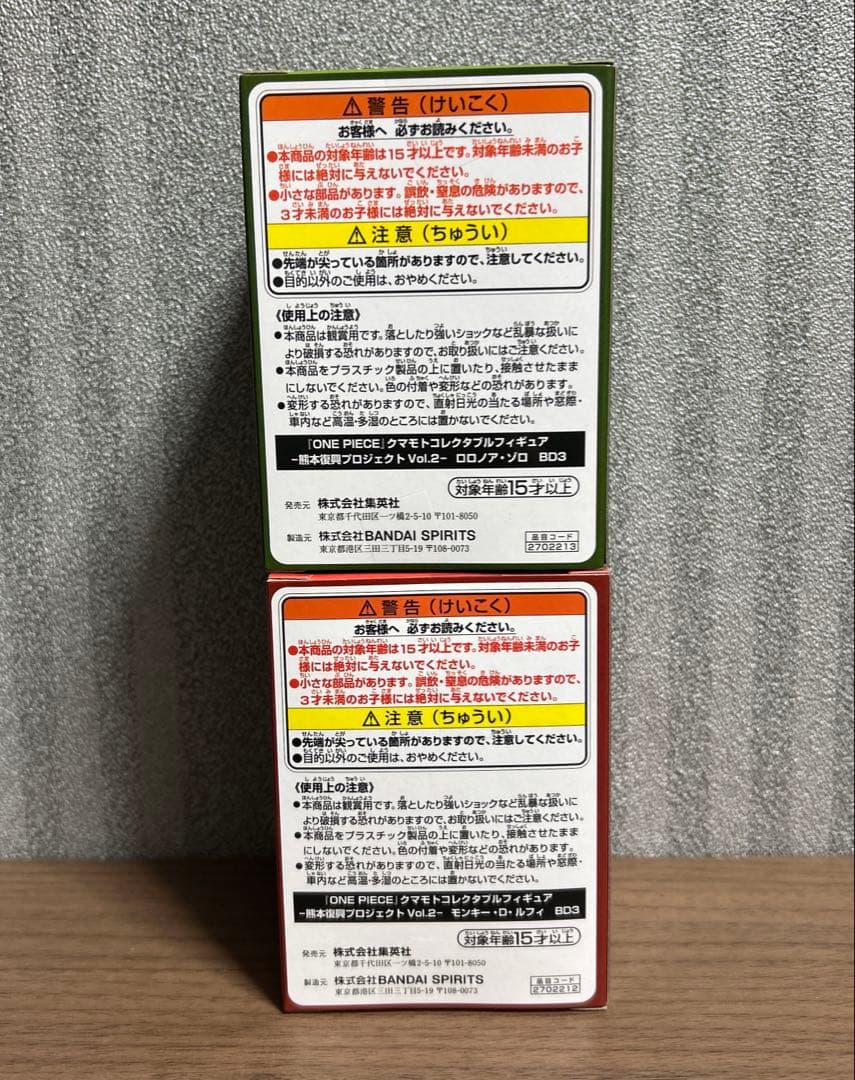 ⚠警告（けいこく）
お客様へ 必ずお読みください。
●本商品の対象年齢は15才以上です。対象年齢未満のお子
様には絶対に与えないでください。
●小さな部品があります。誤飲・窒息の危険がありますので、
3才未満のお子様には絶対に与えないでください。
⚠注意（ちゅうい）
●先端が尖っている箇所がありますので、注意してください。
●目的以外のご使用は、おやめください。
《使用上の注意》
●本商品は観賞用です。落としたり強いショックなど乱暴な扱いに
より破損する恐れがありますので、お取り扱いにはご注意ください。
●本商品をプラスチック製品の上に置いたり、接触させたまま
にしないでください。色の付着や変形などの恐れがあります。
●変形する恐れがありますので、直射日光の当たる場所や窓際・
車内など高温・多湿のところには置かないでください。
『ONE PIECE』クマモトコレクタブルフィギュア
-熊本復興プロジェクトVol.2- ロロノア・ゾロ BD3
対象年齢15才以上
発売元 株式会社集英社
東京都千代田区一ツ橋2-5-10 〒101-8050
製造元 株式会社BANDAI SPIRITS
東京都港区三田三丁目5-19 〒108-0073
品目コード
2702213
⚠警告（けいこく）
お客様へ 必ずお読みください。
●本商品の対象年齢は15才以上です。対象年齢未満のお子
様には絶対に与えないでください。
●小さな部品があります。誤飲・窒息の危険がありますので、
3才未満のお子様には絶対に与えないでください。
⚠注意（ちゅうい）
●先端が尖っている箇所がありますので、注意してください。
●目的以外のご使用は、おやめください。
《使用上の注意》
●本商品は観賞用です。落としたり強いショックなど乱暴な扱いに
より破損する恐れがありますので、お取り扱いにはご注意ください。
●本商品をプラスチック製品の上に置いたり、接触させたまま
にしないでください。色の付着や変形などの恐れがあります。
●変形する恐れがありますので、直射日光の当たる場所や窓際・
車内など高温・多湿のところには置かないでください。
『ONE PIECE』クマモトコレクタブルフィギュア
-熊本復興プロジェクトVol.2- モンキー・D・ルフィ BD3
対象年齢15才以上
発売元 株式会社集英社
東京都千代田区一ツ橋2-5-10 〒101-8050
製造元 株式会社BANDAI SPIRITS
東京都港区三田三丁目5-19 〒108-0073
品目コード
2702212